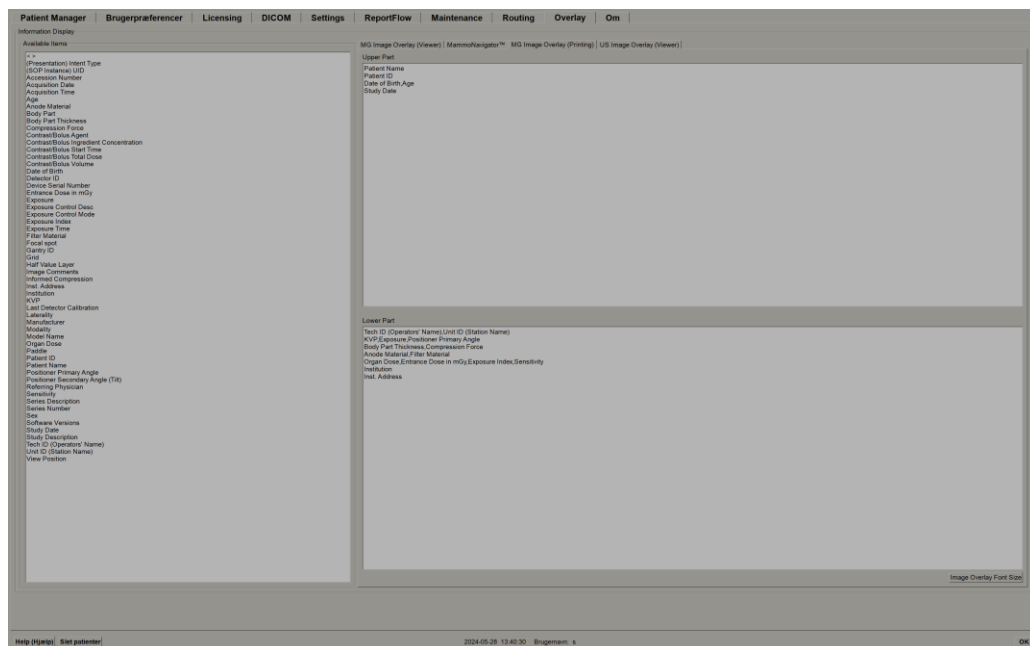 Patient Manager Brugerpræferencer Licensing DICOM Settings ReportFlow Maintenance Routing Overlay Om
Information Display
Available Items
< >
(Presentation) Intent Type
(SOP Instance) UID
Accession Number
Acquisition Date
Acquisition Time
Age
Anode Material
Body Part
Body Part Thickness
Compression Force
Contrast/Bolus Agent
Contrast/Bolus Ingredient Concentration
Contrast/Bolus Start Time
Contrast/Bolus Total Dose
Contrast/Bolus Volume
Date of Birth
Detector ID
Device Serial Number
Entrance Dose in mGy
Exposure
Exposure Control Desc
Exposure Control Mode
Exposure Index
Exposure Time
Filter Material
Focal spot
Gantry ID
Grid
Half Value Layer
Image Comments
Informed Compression
Inst. Address
Institution
KVP
Last Detector Calibration
Laterality
Manufacturer
Modality
Model Name
Organ Dose
Paddle
Patient ID
Patient Name
Positioner Primary Angle
Positioner Secondary Angle (Tilt)
Referring Physician
Sensitivity
Series Description
Series Number
Sex
Software Versions
Study Date
Study Description
Tech ID (Operators' Name)
Unit ID (Station Name)
View Position
MG Image Overlay (Viewer) MammoNavigator™ MG Image Overlay (Printing) US Image Overlay (Viewer)
Upper Part
Patient Name
Patient ID
Date of Birth,Age
Study Date
Lower Part
Tech ID (Operators' Name),Unit ID (Station Name)
KVP,Exposure,Positioner Primary Angle
Body Part Thickness,Compression Force
Anode Material,Filter Material
Organ Dose,Entrance Dose in mGy,Exposure Index,Sensitivity
Institution
Inst. Address
Image Overlay Font Size
Help (Hjælp) Slet patienter 2024-05-28 13:40:30 Brugernavn: s OK